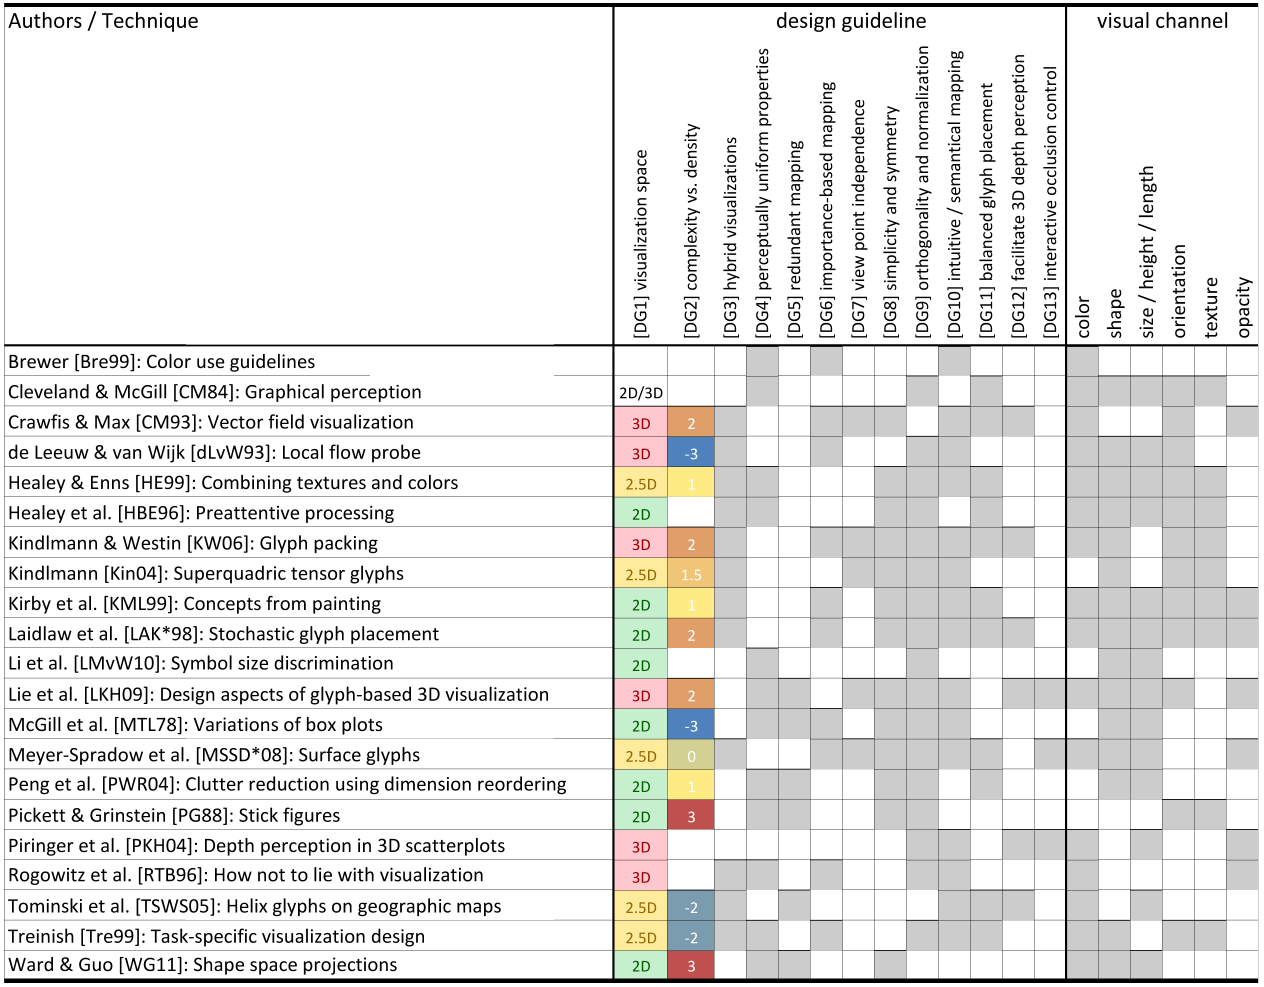 Authors / Technique design guideline visual channel
[DG1] visualization space
[DG2] complexity vs. density
[DG3] hybrid visualizations
[DG4] perceptually uniform properties
[DG5] redundant mapping
[DG6] importance-based mapping
[DG7] view point independence
[DG8] simplicity and symmetry
[DG9] orthogonality and normalization
[DG10] intuitive / semantical mapping
[DG11] balanced glyph placement
[DG12] facilitate 3D depth perception
[DG13] interactive occlusion control
color
shape
size / height / length
orientation
texture
opacity
Brewer [Bre99]: Color use guidelines
Cleveland & McGill [CM84]: Graphical perception 2D/3D
Crawfis & Max [CM93]: Vector field visualization 3D 2
de Leeuw & van Wijk [dLvW93]: Local flow probe 3D -3
Healey & Enns [HE99]: Combining textures and colors 2.5D 1
Healey et al. [HBE96]: Preattentive processing 2D
Kindlmann & Westin [KW06]: Glyph packing 3D 2
Kindlmann [Kin04]: Superquadric tensor glyphs 2.5D 1.5
Kirby et al. [KML99]: Concepts from painting 2D 1
Laidlaw et al. [LAK*98]: Stochastic glyph placement 2D 2
Li et al. [LMvW10]: Symbol size discrimination 2D
Lie et al. [LKH09]: Design aspects of glyph-based 3D visualization 3D 2
McGill et al. [MTL78]: Variations of box plots 2D -3
Meyer-Spradow et al. [MSSD*08]: Surface glyphs 2.5D 0
Peng et al. [PWR04]: Clutter reduction using dimension reordering 2D 1
Pickett & Grinstein [PG88]: Stick figures 2D 3
Piringer et al. [PKH04]: Depth perception in 3D scatterplots 3D
Rogowitz et al. [RTB96]: How not to lie with visualization 3D
Tominski et al. [TSWS05]: Helix glyphs on geographic maps 2.5D -2
Treinish [Tre99]: Task-specific visualization design 2.5D -2
Ward & Guo [WG11]: Shape space projections 2D 3